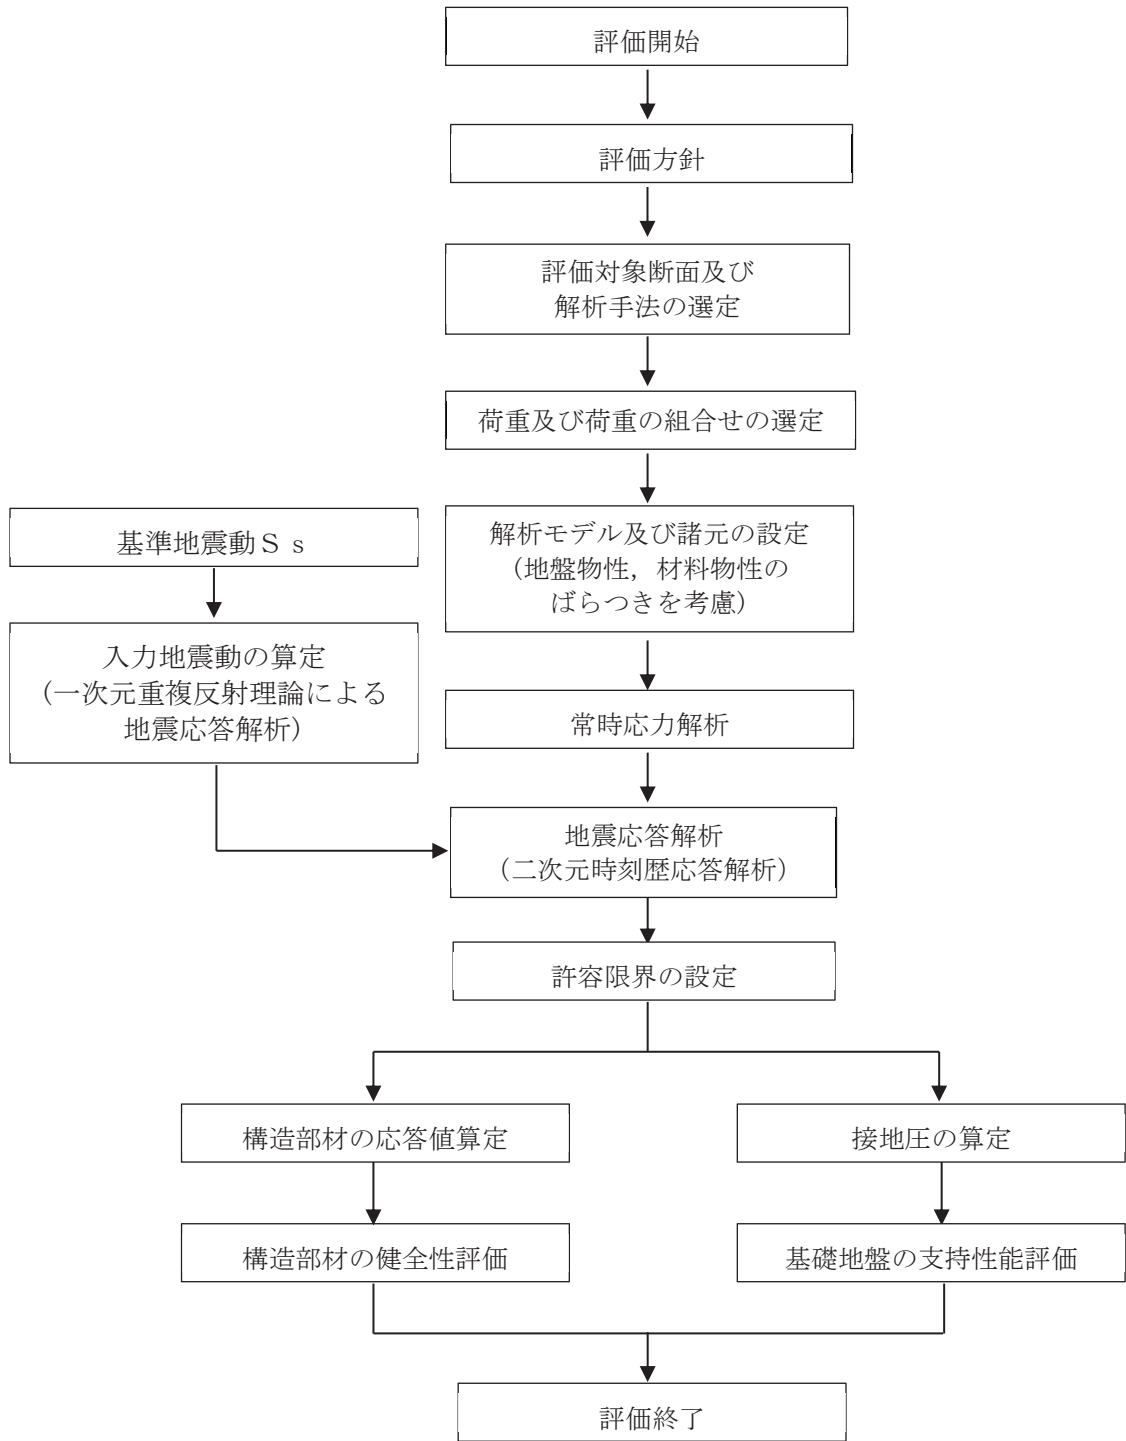 評価開始
評価方針
評価対象断面及び
解析手法の選定
荷重及び荷重の組合せの選定
基準地震動Ss
入力地震動の算定
(一次元重複反射理論による
地震応答解析)
解析モデル及び諸元の設定
(地盤物性,材料物性の
ばらつきを考慮)
常時応力解析
地震応答解析
(二次元時刻歴応答解析)
許容限界の設定
構造部材の応答値算定
接地圧の算定
構造部材の健全性評価
基礎地盤の支持性能評価
評価終了